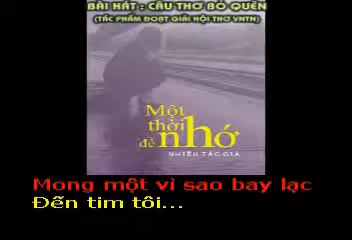 BÀI HÁT : CÂU THƠ BỎ QUÊN
(TÁC PHẨM ĐOẠT GIẢI HỘI THƠ VNTN)
Một
thời
để nhớ
NHIỀU TÁC GIẢ
Mong một vì sao bay lạc
Đến tim tôi...